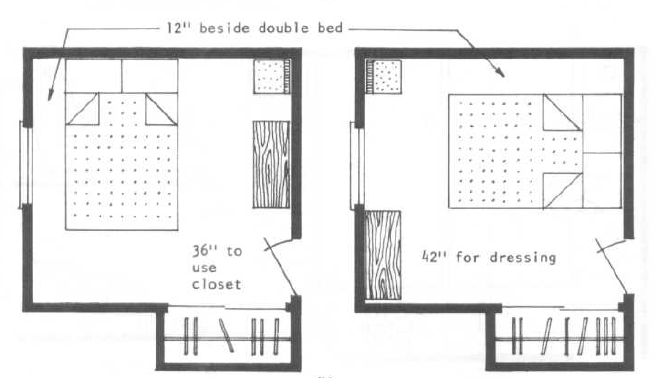 12" beside double bed
36" to
use
closet
42" for dressing